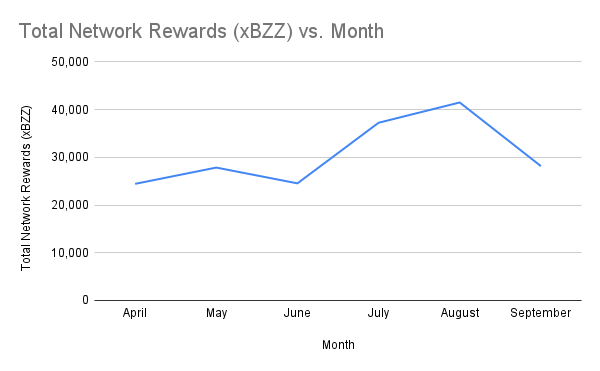 Total Network Rewards (xBZZ) vs. Month
Total Network Rewards (xBZZ)
50,000
40,000
30,000
20,000
10,000
0
April May June July August September
Month